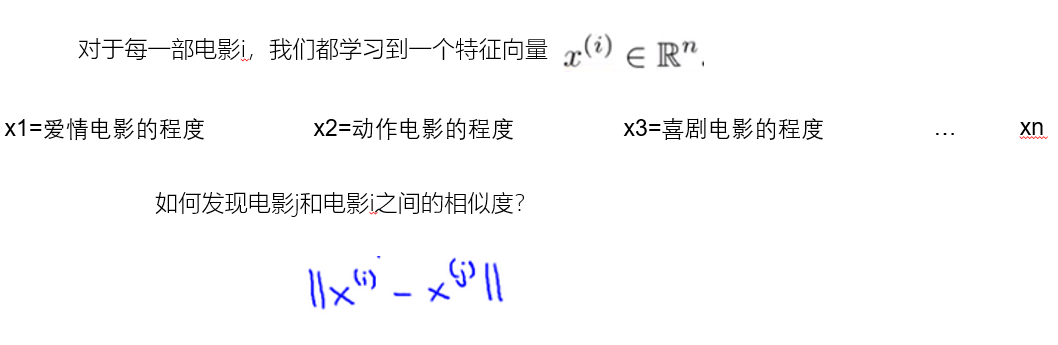 对于每一部电影i，我们都学习到一个特征向量 x^(i) ∈ ℝ^n.
x1=爱情电影的程度 x2=动作电影的程度 x3=喜剧电影的程度 … xn
如何发现电影j和电影i之间的相似度？
||x^(i) - x^(j)||